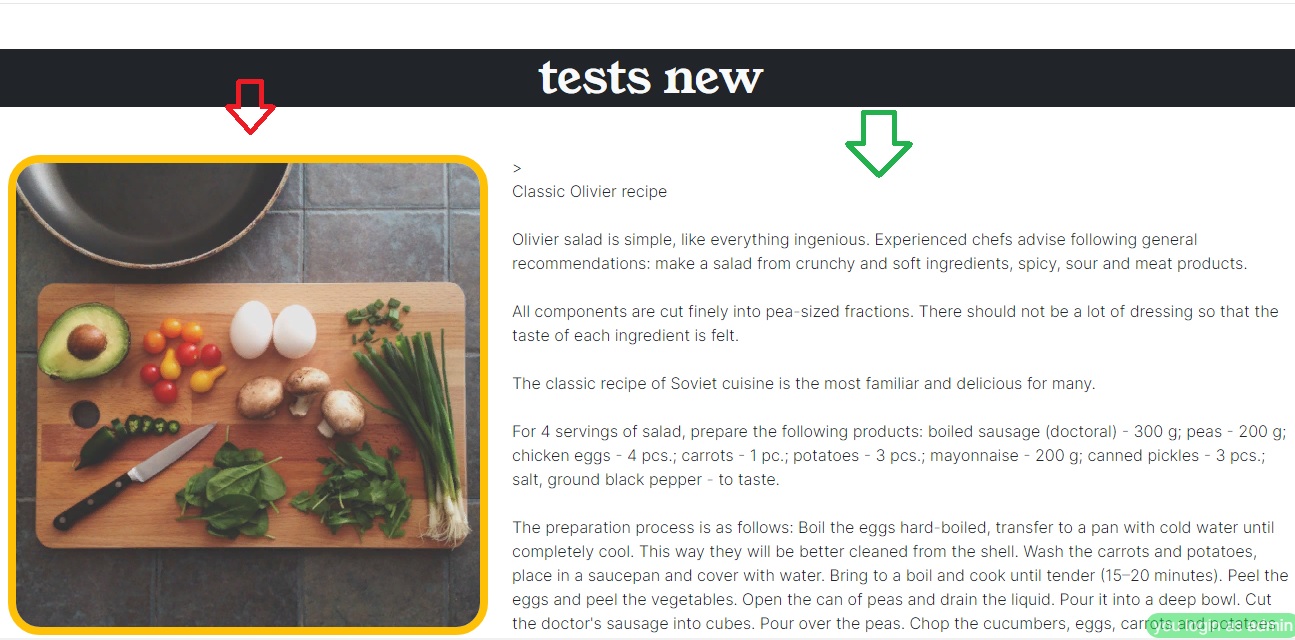 tests new
>
Classic Olivier recipe
Olivier salad is simple, like everything ingenious. Experienced chefs advise following general
recommendations: make a salad from crunchy and soft ingredients, spicy, sour and meat products.
All components are cut finely into pea-sized fractions. There should not be a lot of dressing so that the
taste of each ingredient is felt.
The classic recipe of Soviet cuisine is the most familiar and delicious for many.
For 4 servings of salad, prepare the following products: boiled sausage (doctoral) - 300 g; peas - 200 g;
chicken eggs - 4 pcs.; carrots - 1 pc.; potatoes - 3 pcs.; mayonnaise - 200 g; canned pickles - 3 pcs.;
salt, ground black pepper - to taste.
The preparation process is as follows: Boil the eggs hard-boiled, transfer to a pan with cold water until
completely cool. This way they will be better cleaned from the shell. Wash the carrots and potatoes,
place in a saucepan and cover with water. Bring to a boil and cook until tender (15–20 minutes). Peel the
eggs and peel the vegetables. Open the can of peas and drain the liquid. Pour it into a deep bowl. Cut
the doctor's sausage into cubes. Pour over the peas. Chop the cucumbers, eggs, carrots and potatoes
login as admin